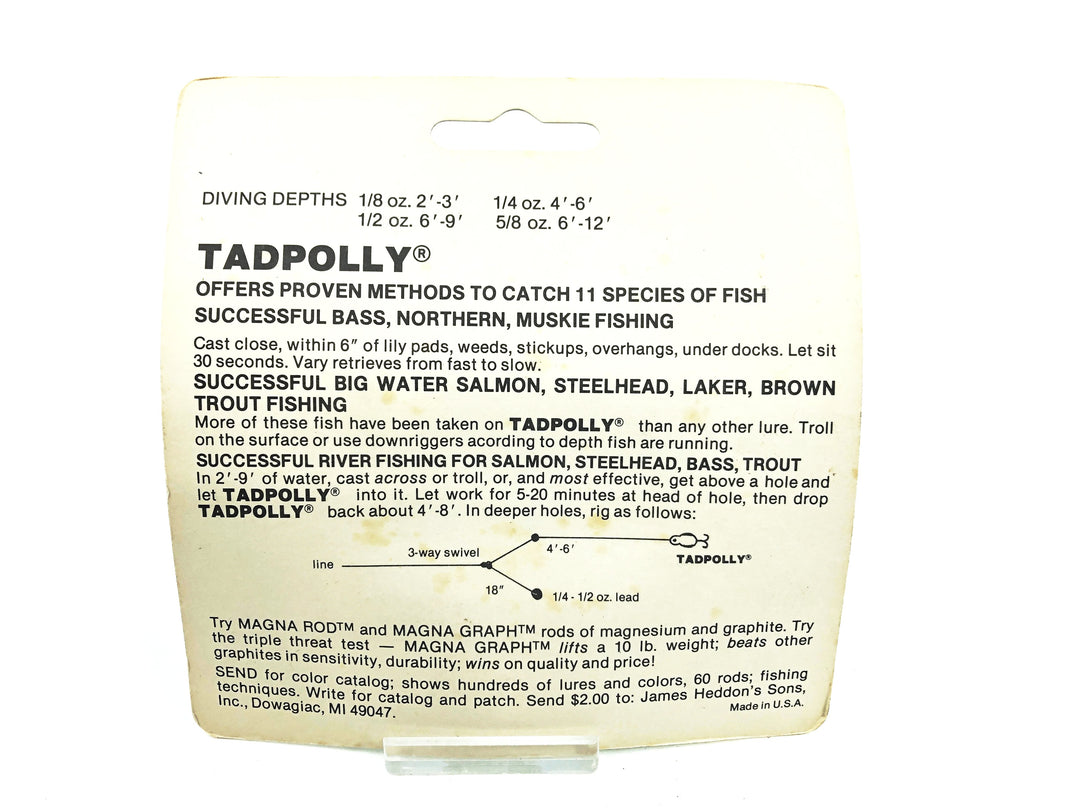 DIVING DEPTHS 1/8 oz. 2'-3' 1/4 oz. 4'-6'
1/2 oz. 6'-9' 5/8 oz. 6'-12'
TADPOLLY®
OFFERS PROVEN METHODS TO CATCH 11 SPECIES OF FISH
SUCCESSFUL BASS, NORTHERN, MUSKIE FISHING
Cast close, within 6" of lily pads, weeds, stickups, overhangs, under docks. Let sit
30 seconds. Vary retrieves from fast to slow.
SUCCESSFUL BIG WATER SALMON, STEELHEAD, LAKER, BROWN
TROUT FISHING
More of these fish have been taken on TADPOLLY® than any other lure. Troll
on the surface or use downriggers acording to depth fish are running.
SUCCESSFUL RIVER FISHING FOR SALMON, STEELHEAD, BASS, TROUT
In 2'-9' of water, cast across or troll, or, and most effective, get above a hole and
let TADPOLLY® into it. Let work for 5-20 minutes at head of hole, then drop
TADPOLLY® back about 4'-8'. In deeper holes, rig as follows:
line 3-way swivel 4'-6' TADPOLLY®
18" 1/4 - 1/2 oz. lead
Try MAGNA ROD™ and MAGNA GRAPH™ rods of magnesium and graphite. Try
the triple threat test — MAGNA GRAPH™ lifts a 10 lb. weight; beats other
graphites in sensitivity, durability; wins on quality and price!
SEND for color catalog; shows hundreds of lures and colors, 60 rods; fishing
techniques. Write for catalog and patch. Send $2.00 to: James Heddon's Sons,
Inc., Dowagiac, MI 49047.
Made in U.S.A.